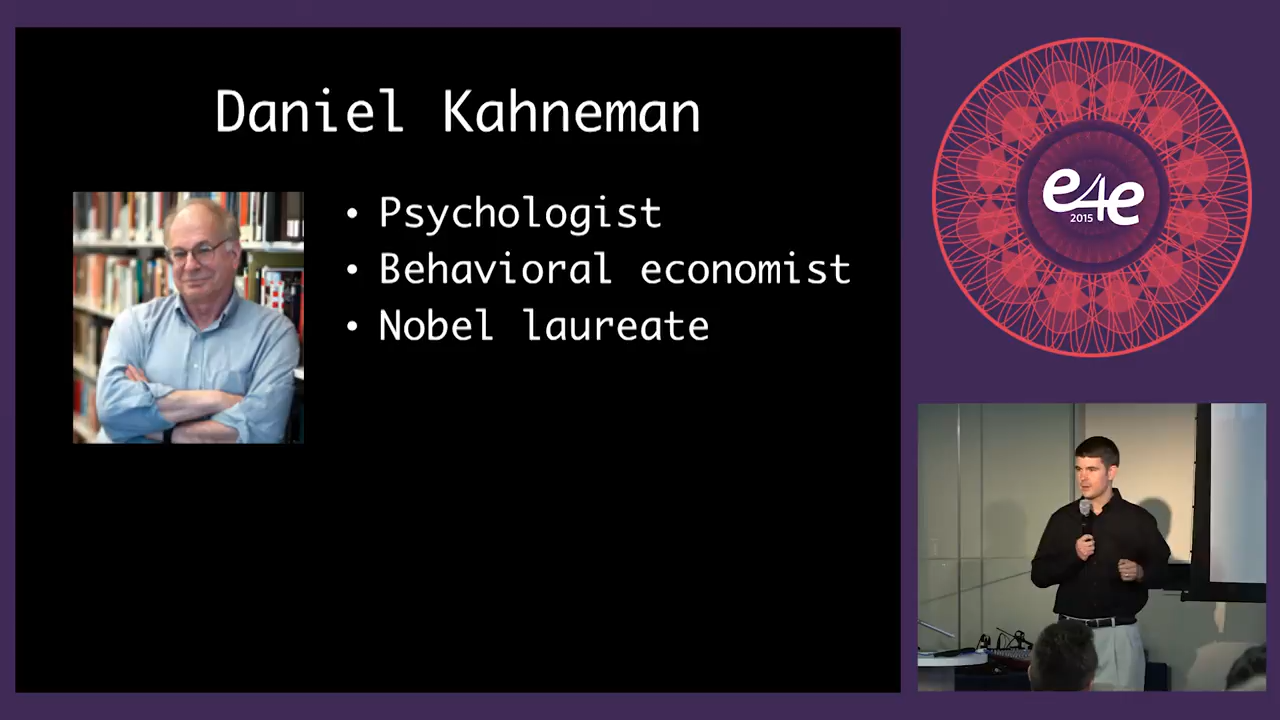 Daniel Kahneman
• Psychologist
• Behavioral economist
• Nobel laureate
e4e
2015